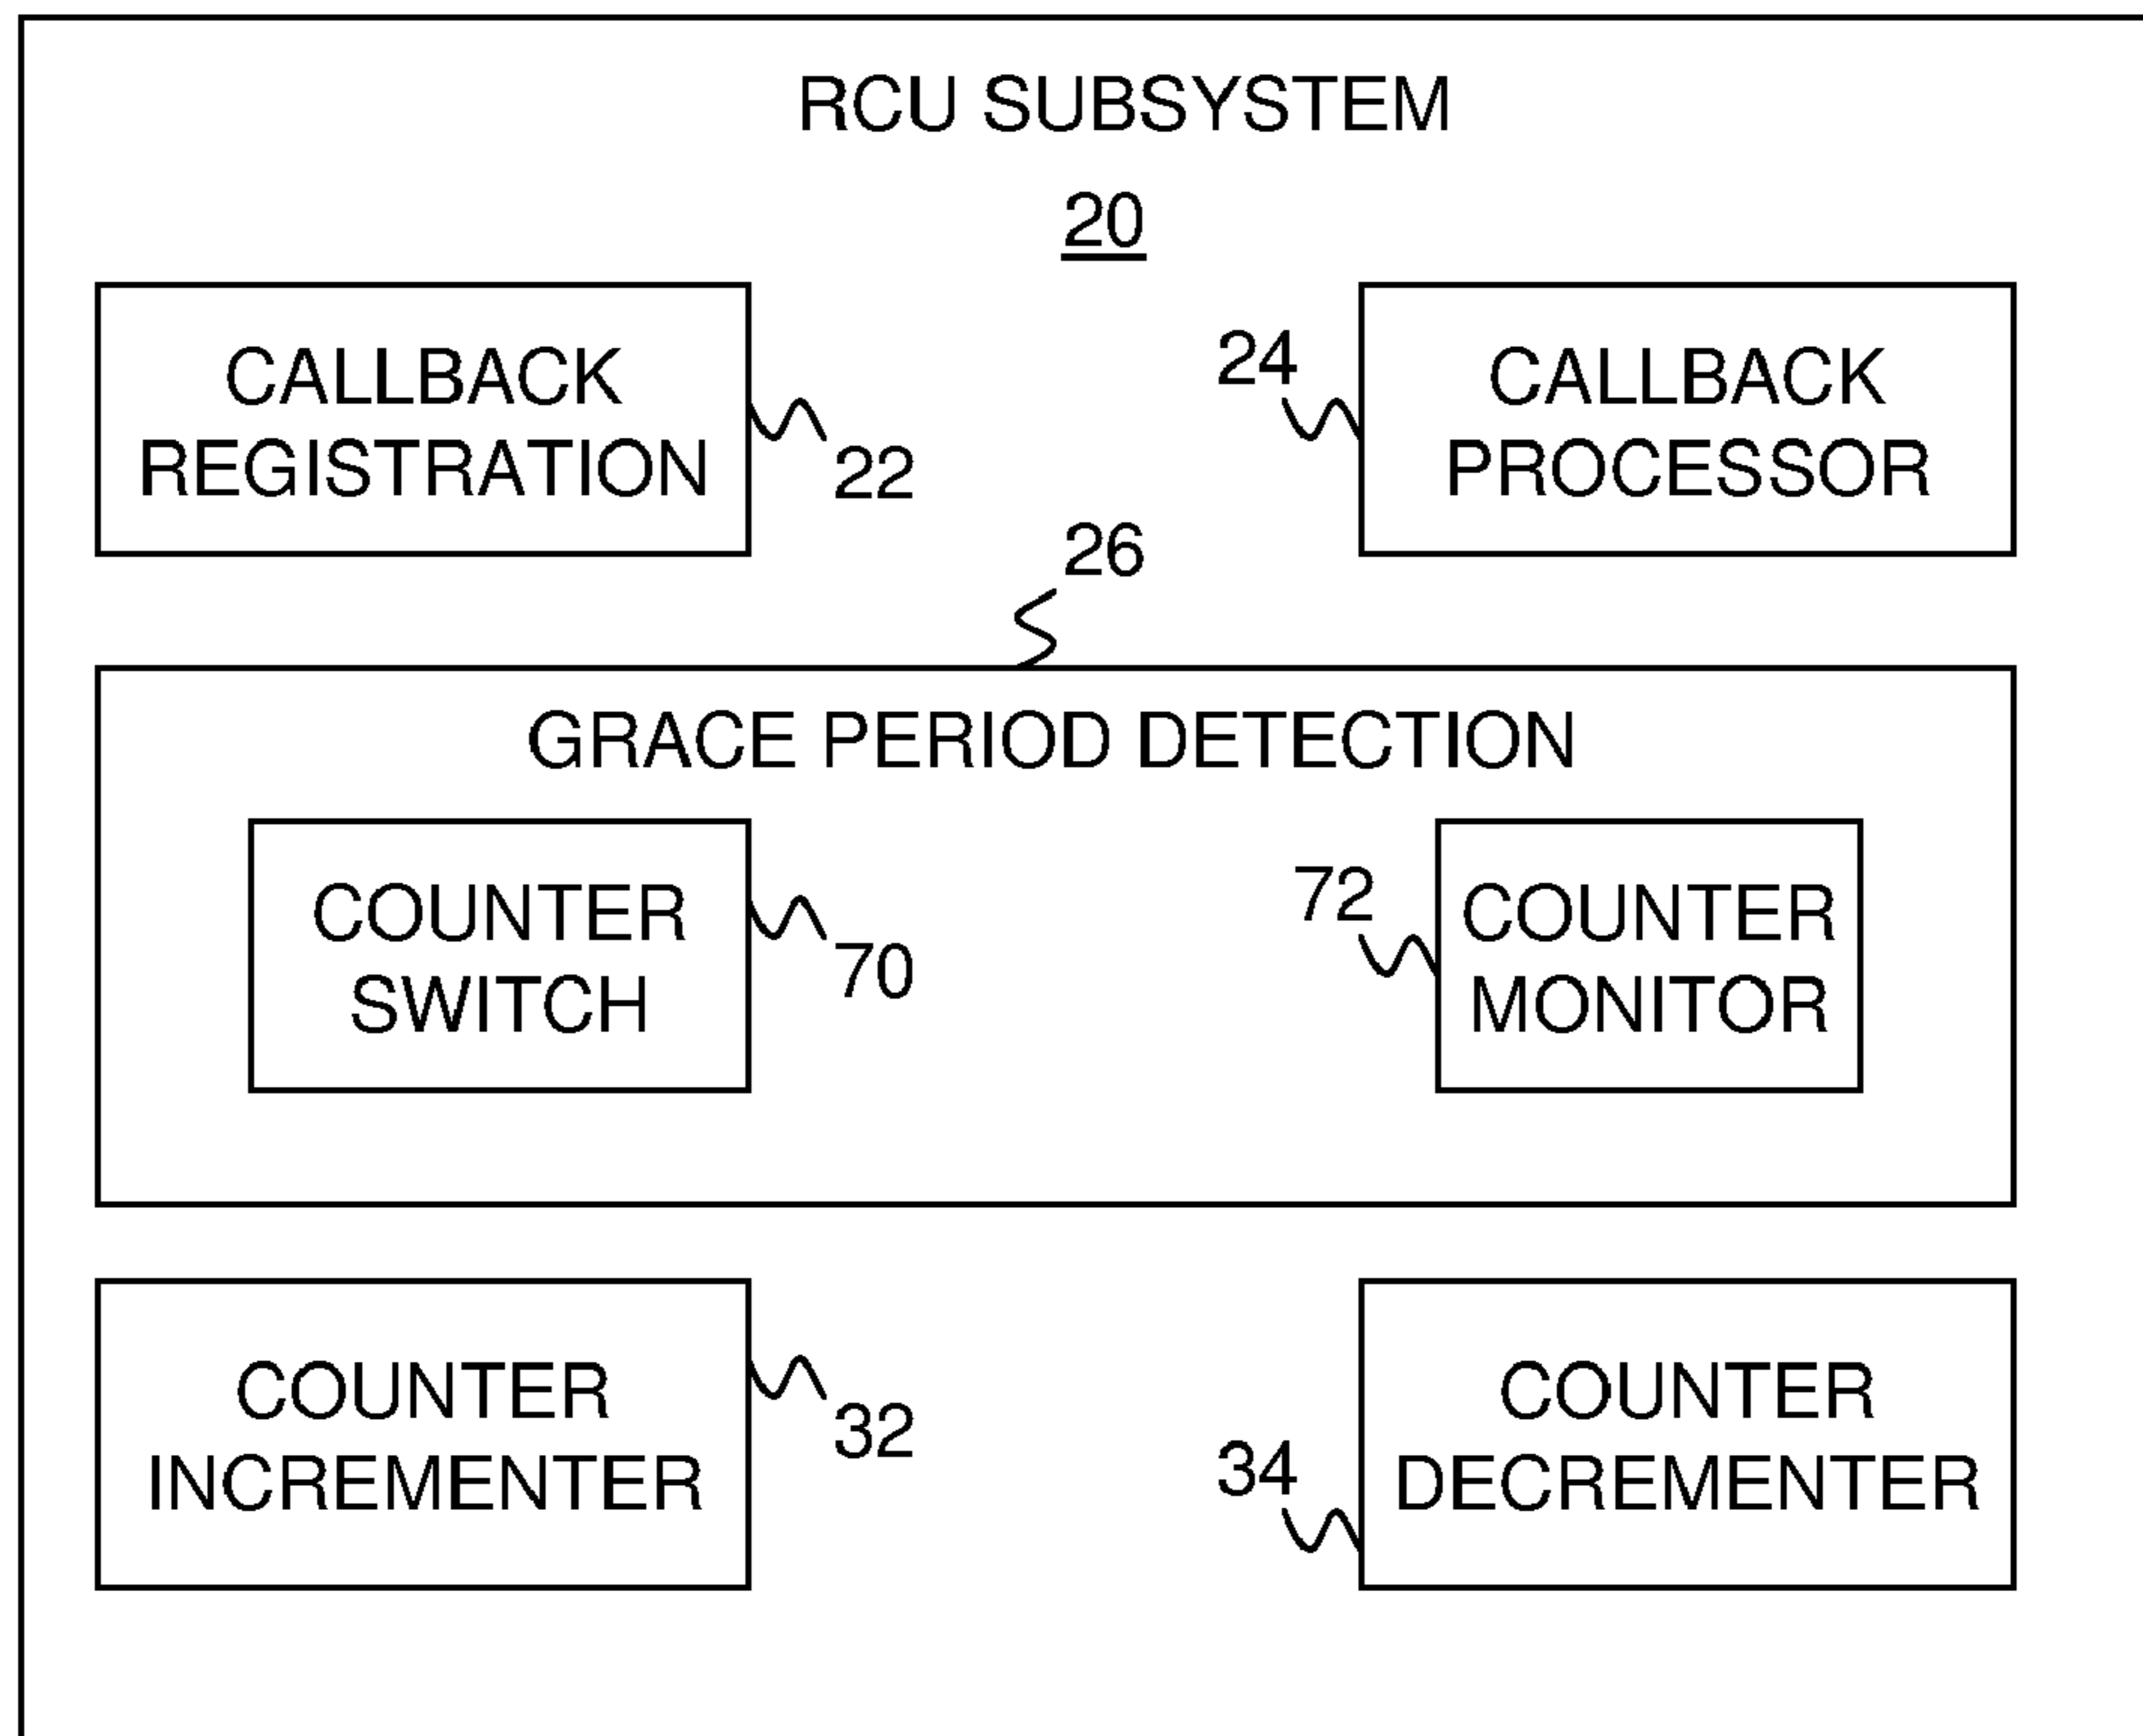 RCU SUBSYSTEM
20
CALLBACK
REGISTRATION
22
24
CALLBACK
PROCESSOR
26
GRACE PERIOD DETECTION
COUNTER
SWITCH
70
72
COUNTER
MONITOR
COUNTER
INCREMENTER
32
34
COUNTER
DECREMENTER